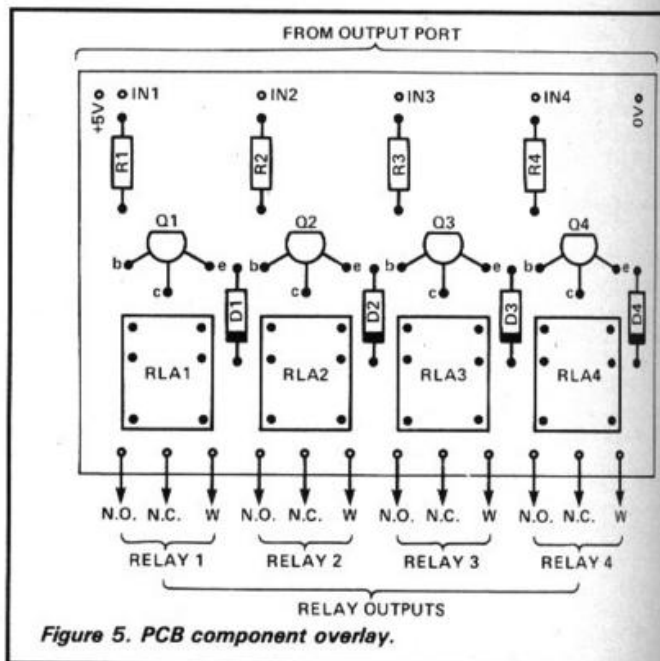 FROM OUTPUT PORT
+5V IN1 IN2 IN3 IN4 0V
R1 R2 R3 R4
Q1 Q2 Q3 Q4
b e b e b e b e
c c c c
D1 D2 D3 D4
RLA1 RLA2 RLA3 RLA4
N.O. N.C. W N.O. N.C. W N.O. N.C. W N.O. N.C. W
RELAY 1 RELAY 2 RELAY 3 RELAY 4
RELAY OUTPUTS
Figure 5. PCB component overlay.